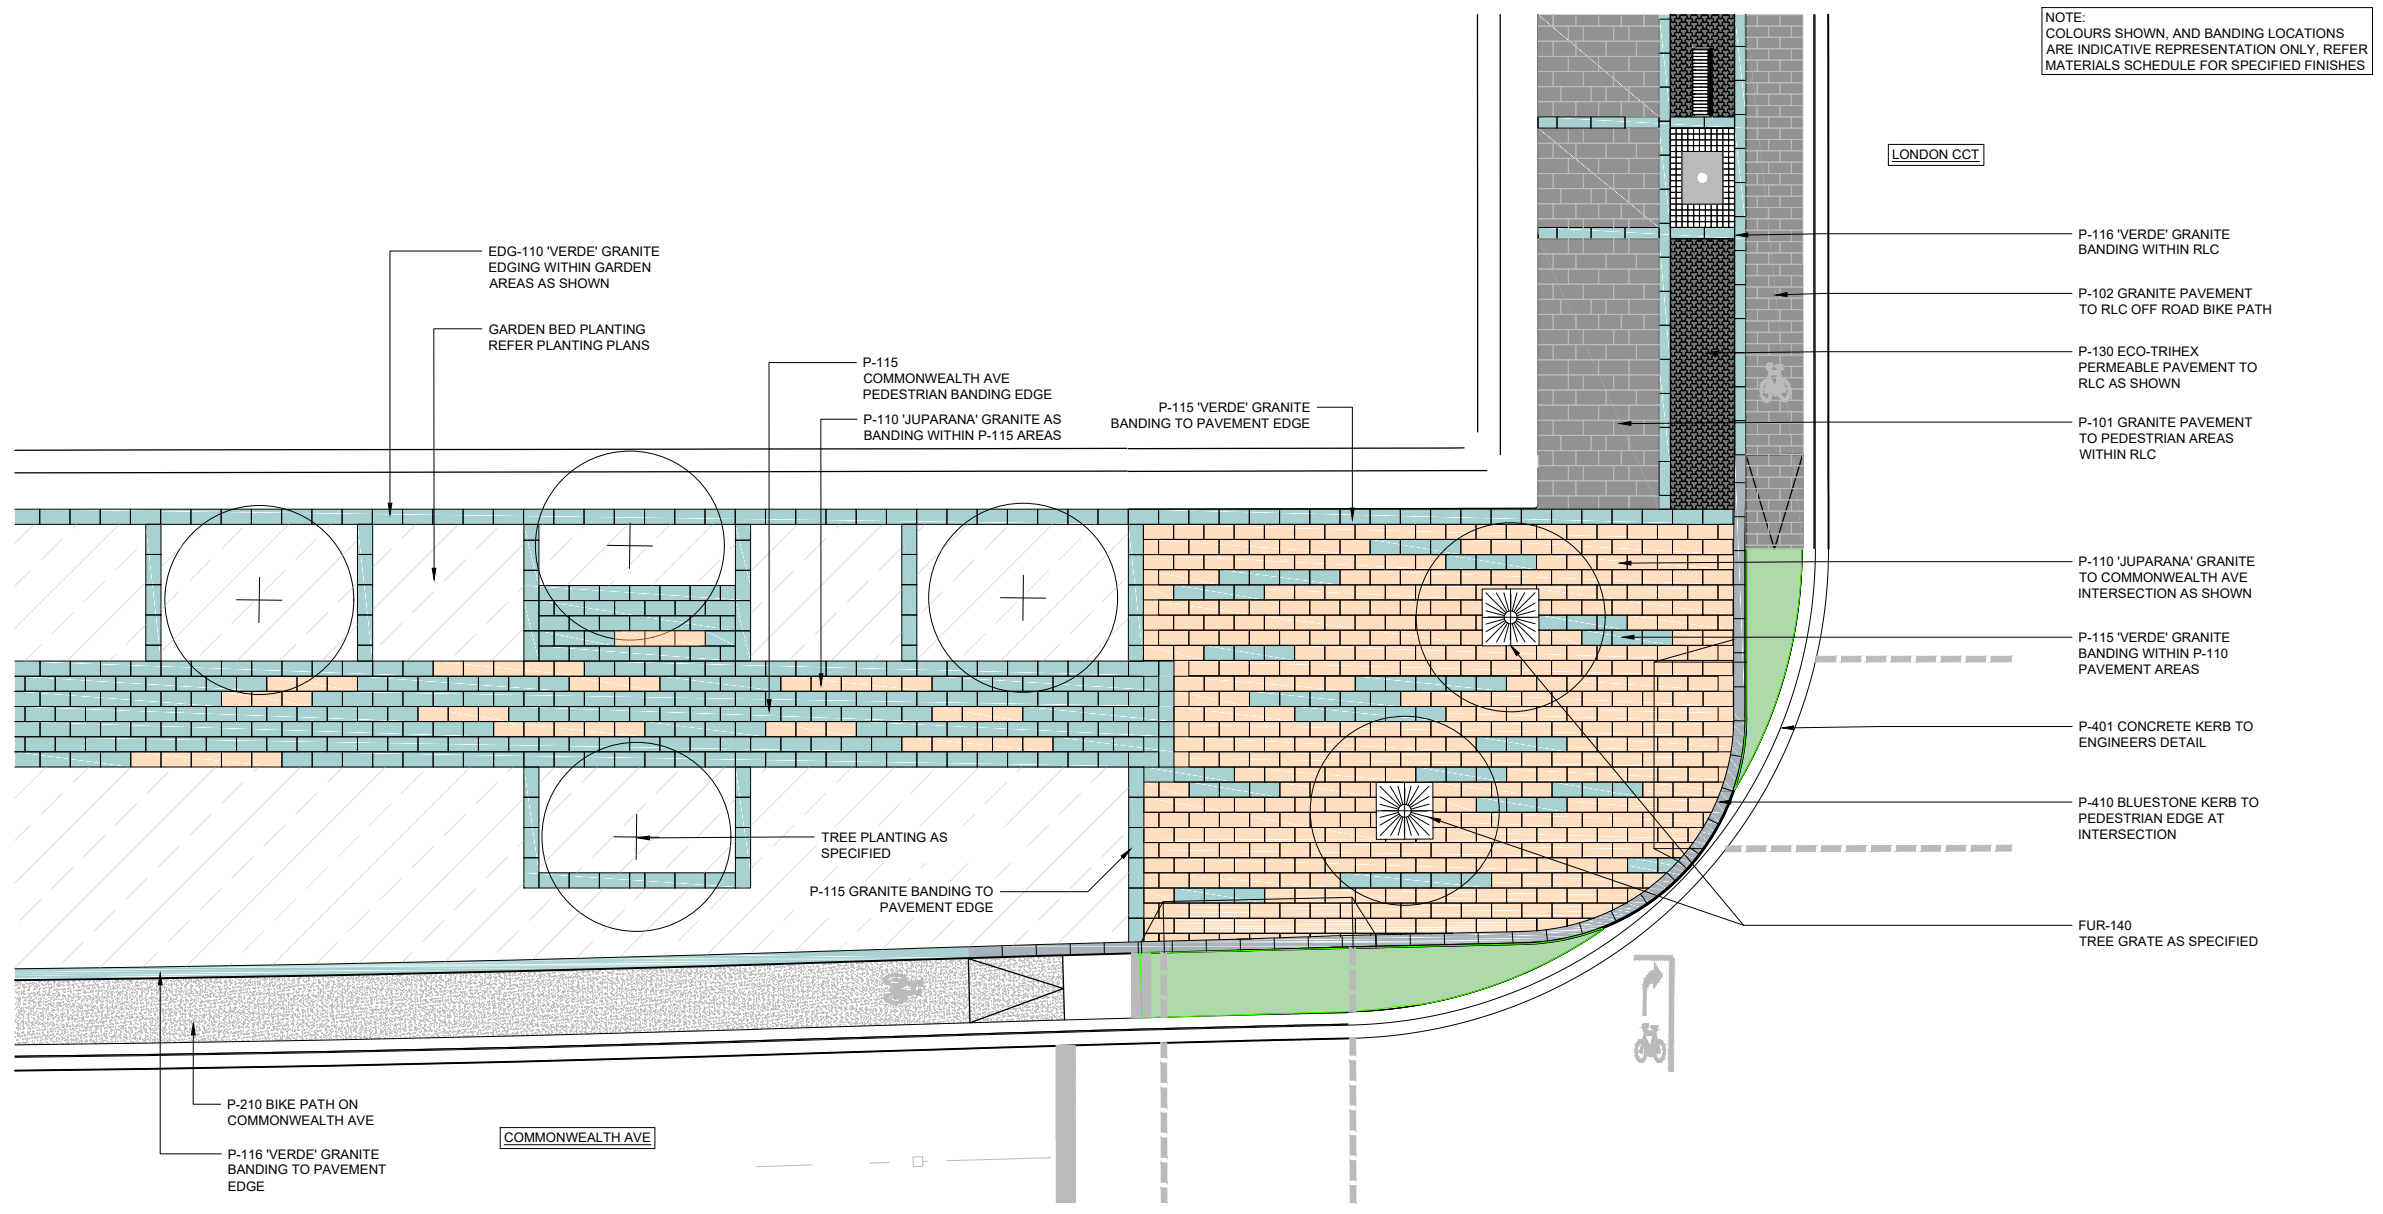 NOTE:
COLOURS SHOWN, AND BANDING LOCATIONS
ARE INDICATIVE REPRESENTATION ONLY, REFER
MATERIALS SCHEDULE FOR SPECIFIED FINISHES
LONDON CCT
EDG-110 'VERDE' GRANITE
EDGING WITHIN GARDEN
AREAS AS SHOWN
GARDEN BED PLANTING
REFER PLANTING PLANS
P-115
COMMONWEALTH AVE
PEDESTRIAN BANDING EDGE
P-110 'JUPARANA' GRANITE AS
BANDING WITHIN P-115 AREAS
P-115 'VERDE' GRANITE
BANDING TO PAVEMENT EDGE
P-116 'VERDE' GRANITE
BANDING WITHIN RLC
P-102 GRANITE PAVEMENT
TO RLC OFF ROAD BIKE PATH
P-130 ECO-TRIHEX
PERMEABLE PAVEMENT TO
RLC AS SHOWN
P-101 GRANITE PAVEMENT
TO PEDESTRIAN AREAS
WITHIN RLC
P-110 'JUPARANA' GRANITE
TO COMMONWEALTH AVE
INTERSECTION AS SHOWN
P-115 'VERDE' GRANITE
BANDING WITHIN P-110
PAVEMENT AREAS
P-401 CONCRETE KERB TO
ENGINEERS DETAIL
P-410 BLUESTONE KERB TO
PEDESTRIAN EDGE AT
INTERSECTION
FUR-140
TREE GRATE AS SPECIFIED
TREE PLANTING AS
SPECIFIED
P-115 GRANITE BANDING TO
PAVEMENT EDGE
P-210 BIKE PATH ON
COMMONWEALTH AVE
P-116 'VERDE' GRANITE
BANDING TO PAVEMENT
EDGE
COMMONWEALTH AVE